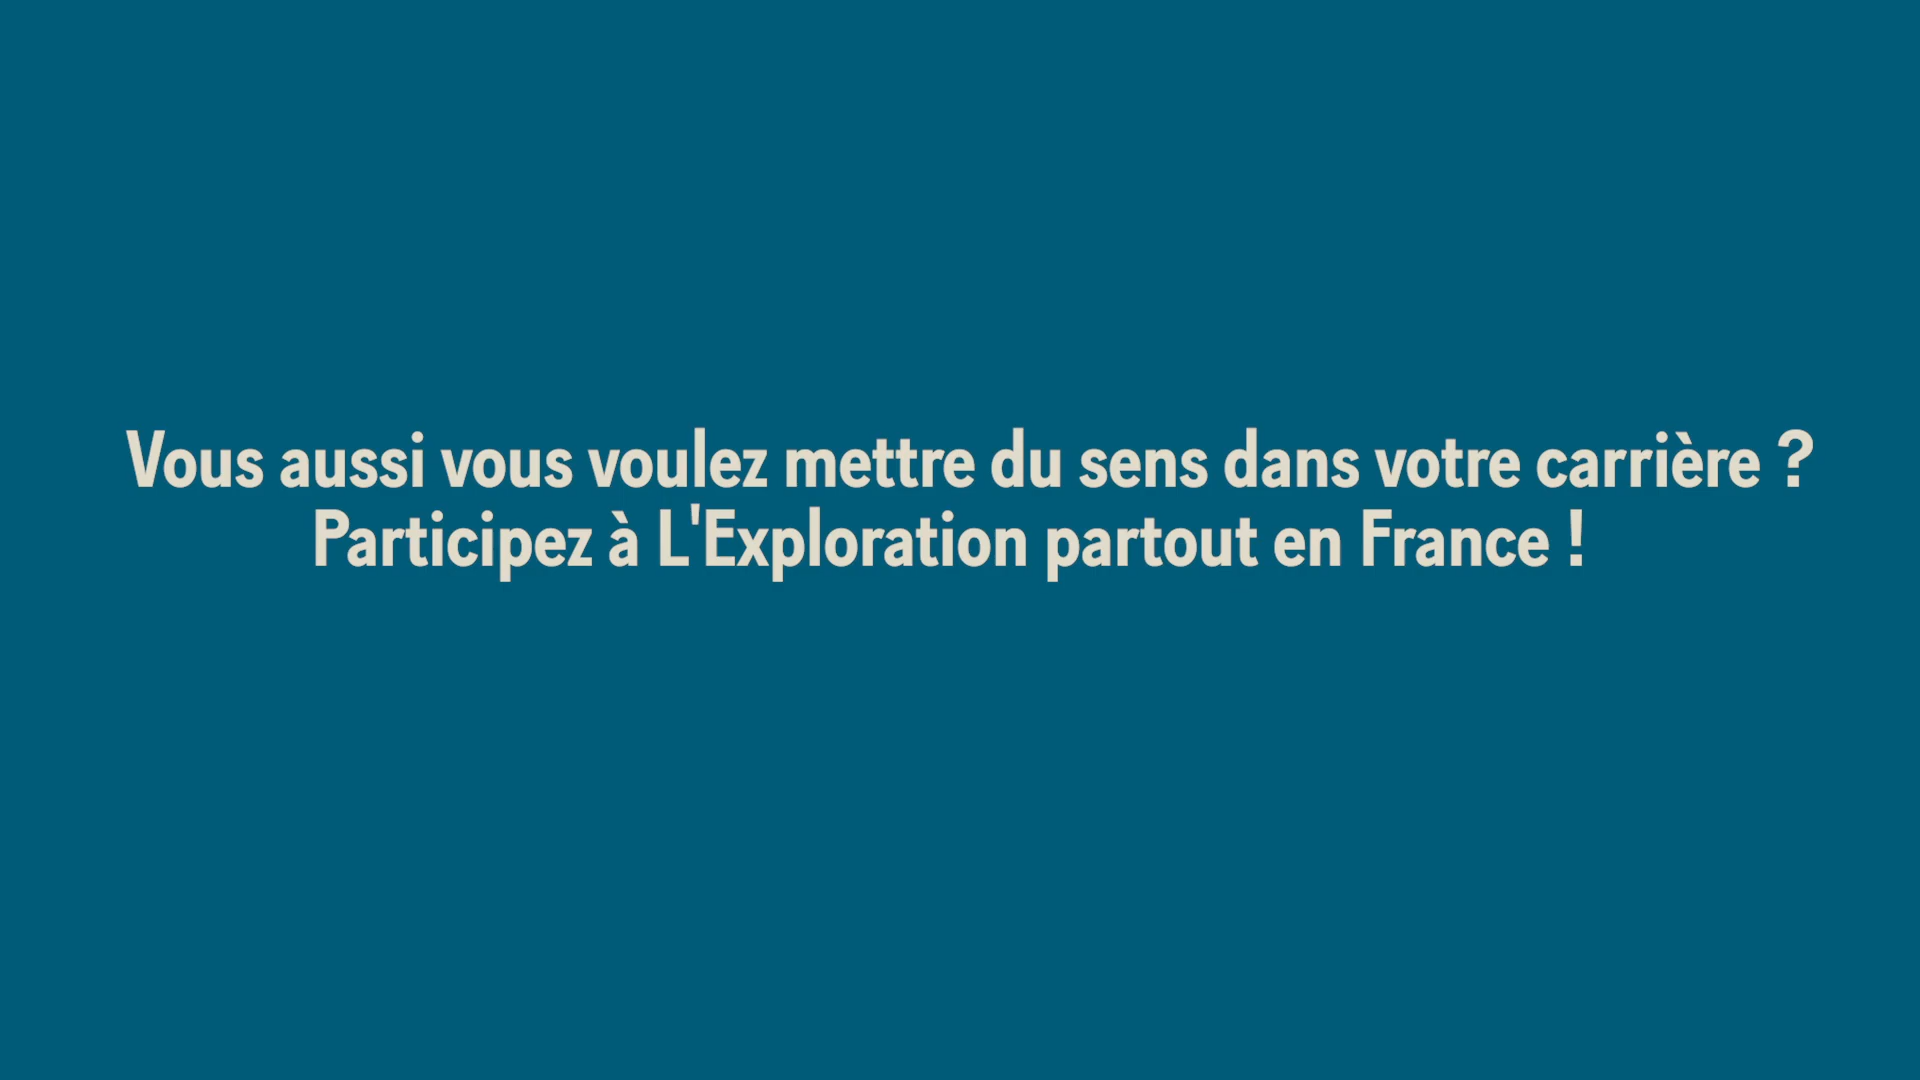 Vous aussi vous voulez mettre du sens dans votre carrière ?
Participez à L'Exploration partout en France !